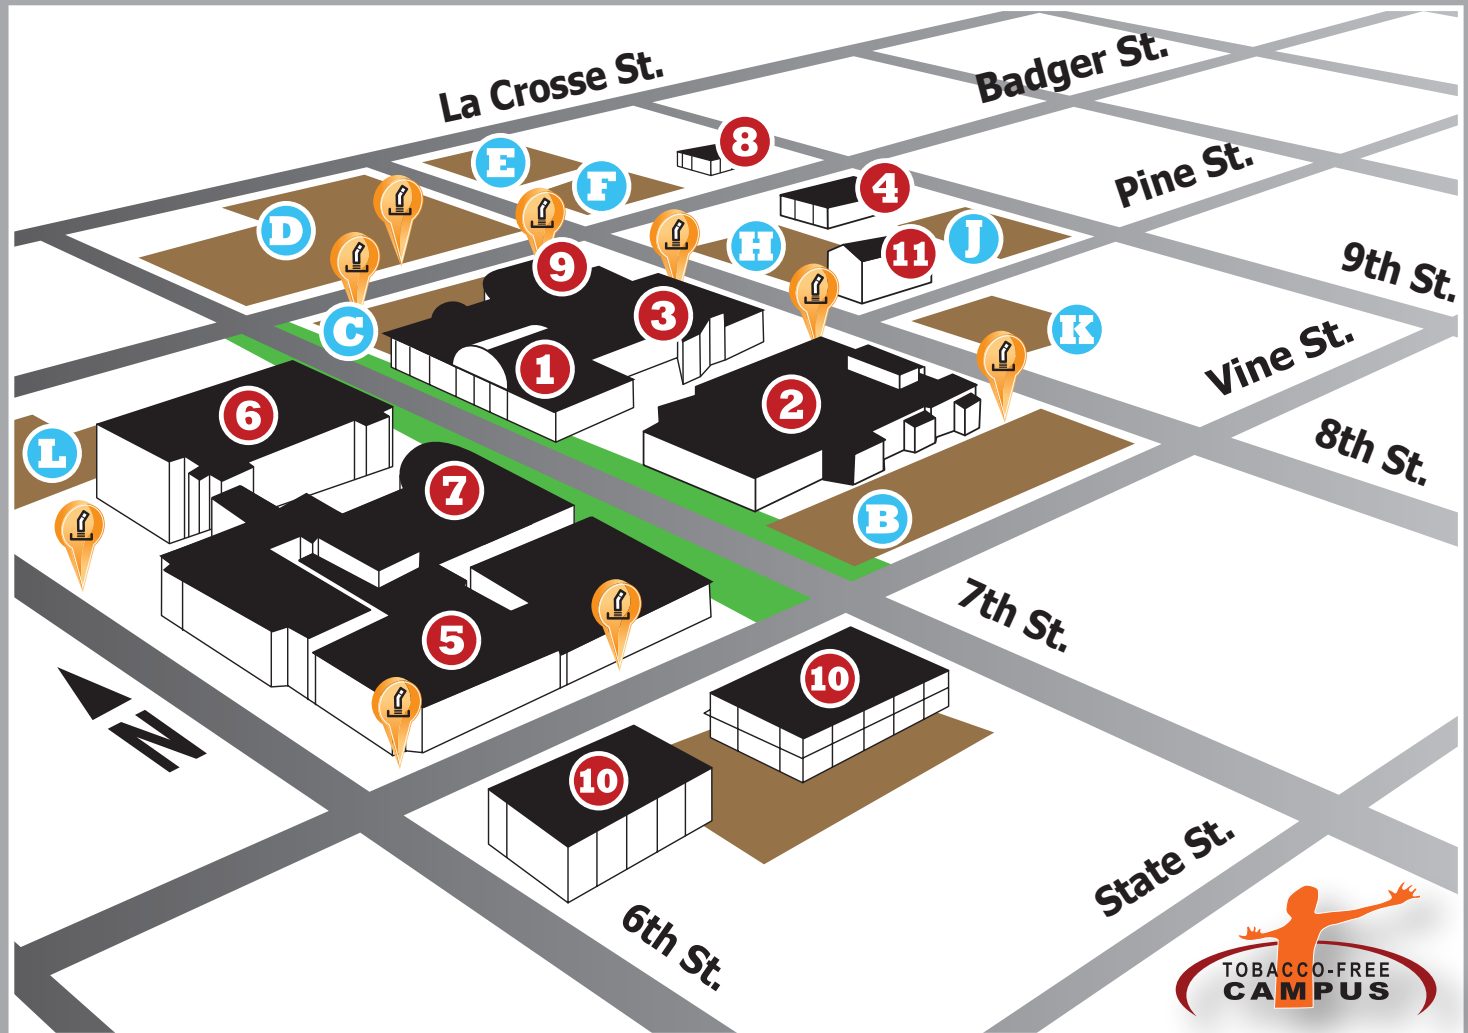 La Crosse St.
Badger St.
Pine St.
9th St.
Vine St.
8th St.
7th St.
State St.
6th St.
E
8
F
4
D
H
J
11
9
C
3
K
1
2
6
L
7
B
5
10
10
N
TOBACCO-FREE
CAMPUS